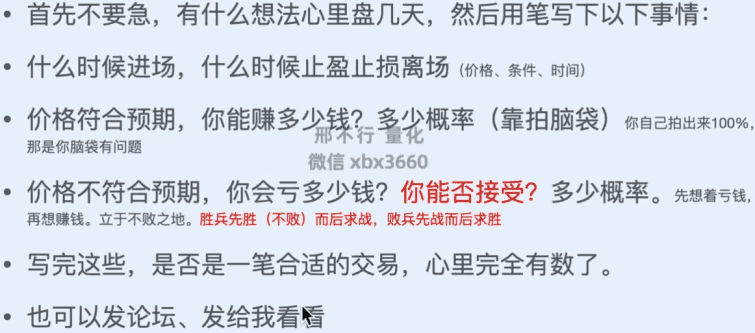 • 首先不要急，有什么想法心里盘几天，然后用笔写下以下事情：
• 什么时候进场，什么时候止盈止损离场（价格、条件、时间）
• 价格符合预期，你能赚多少钱？多少概率（靠拍脑袋）你自己拍出来100%，
那是你脑袋有问题
邢不行 量化
微信 xbx3660
• 价格不符合预期，你会亏多少钱？你能否接受？多少概率。先想着亏钱，
再想赚钱。立于不败之地。胜兵先胜（不败）而后求战，败兵先战而后求胜
• 写完这些，是否是一笔合适的交易，心里完全有数了。
• 也可以发论坛、发给我看看